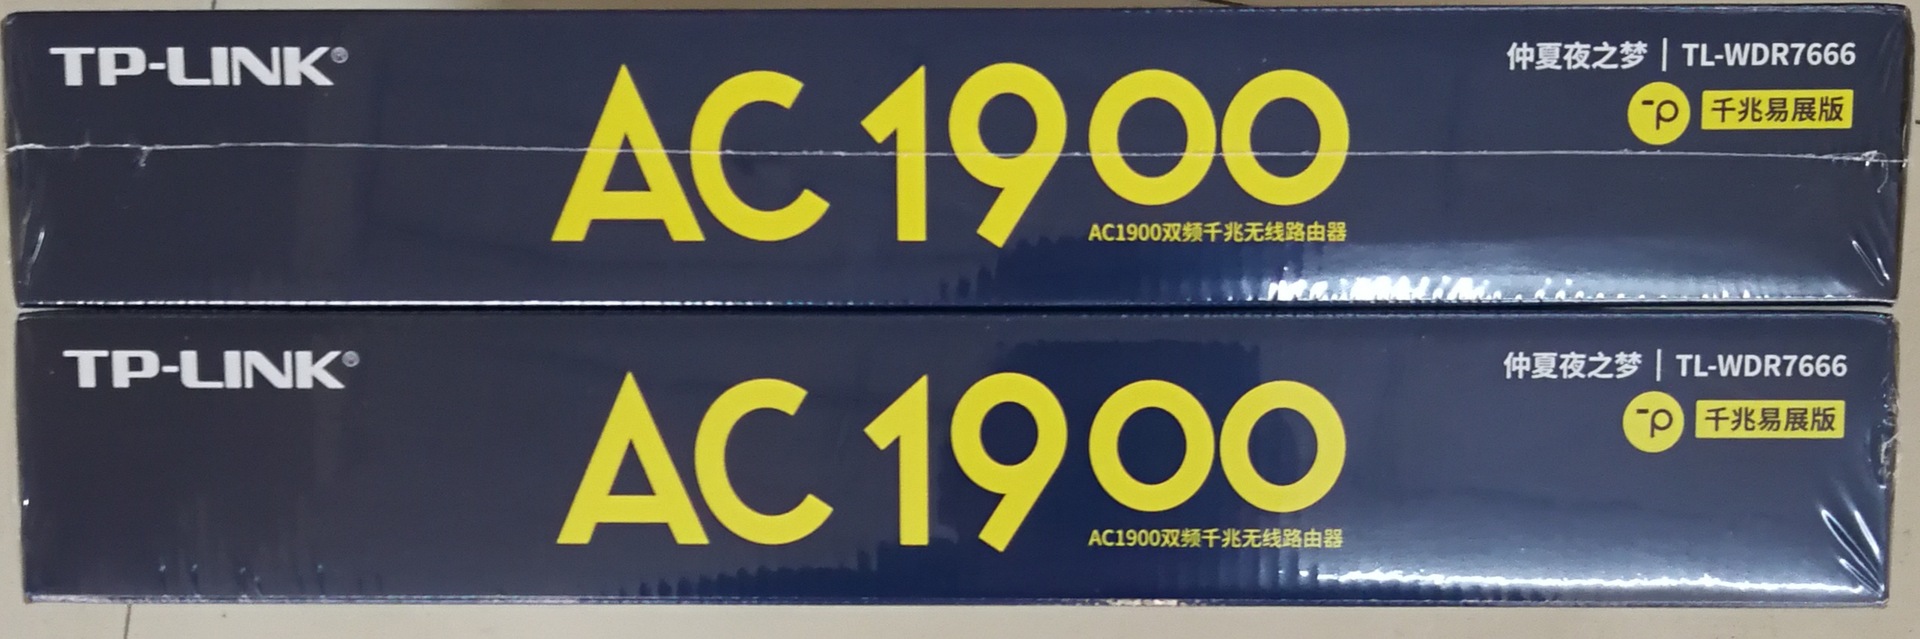 TP-LINK®
AC1900
仲夏夜之梦 | TL-WDR7666
千兆易展版
AC1900双频千兆无线路由器
TP-LINK®
AC1900
仲夏夜之梦 | TL-WDR7666
千兆易展版
AC1900双频千兆无线路由器